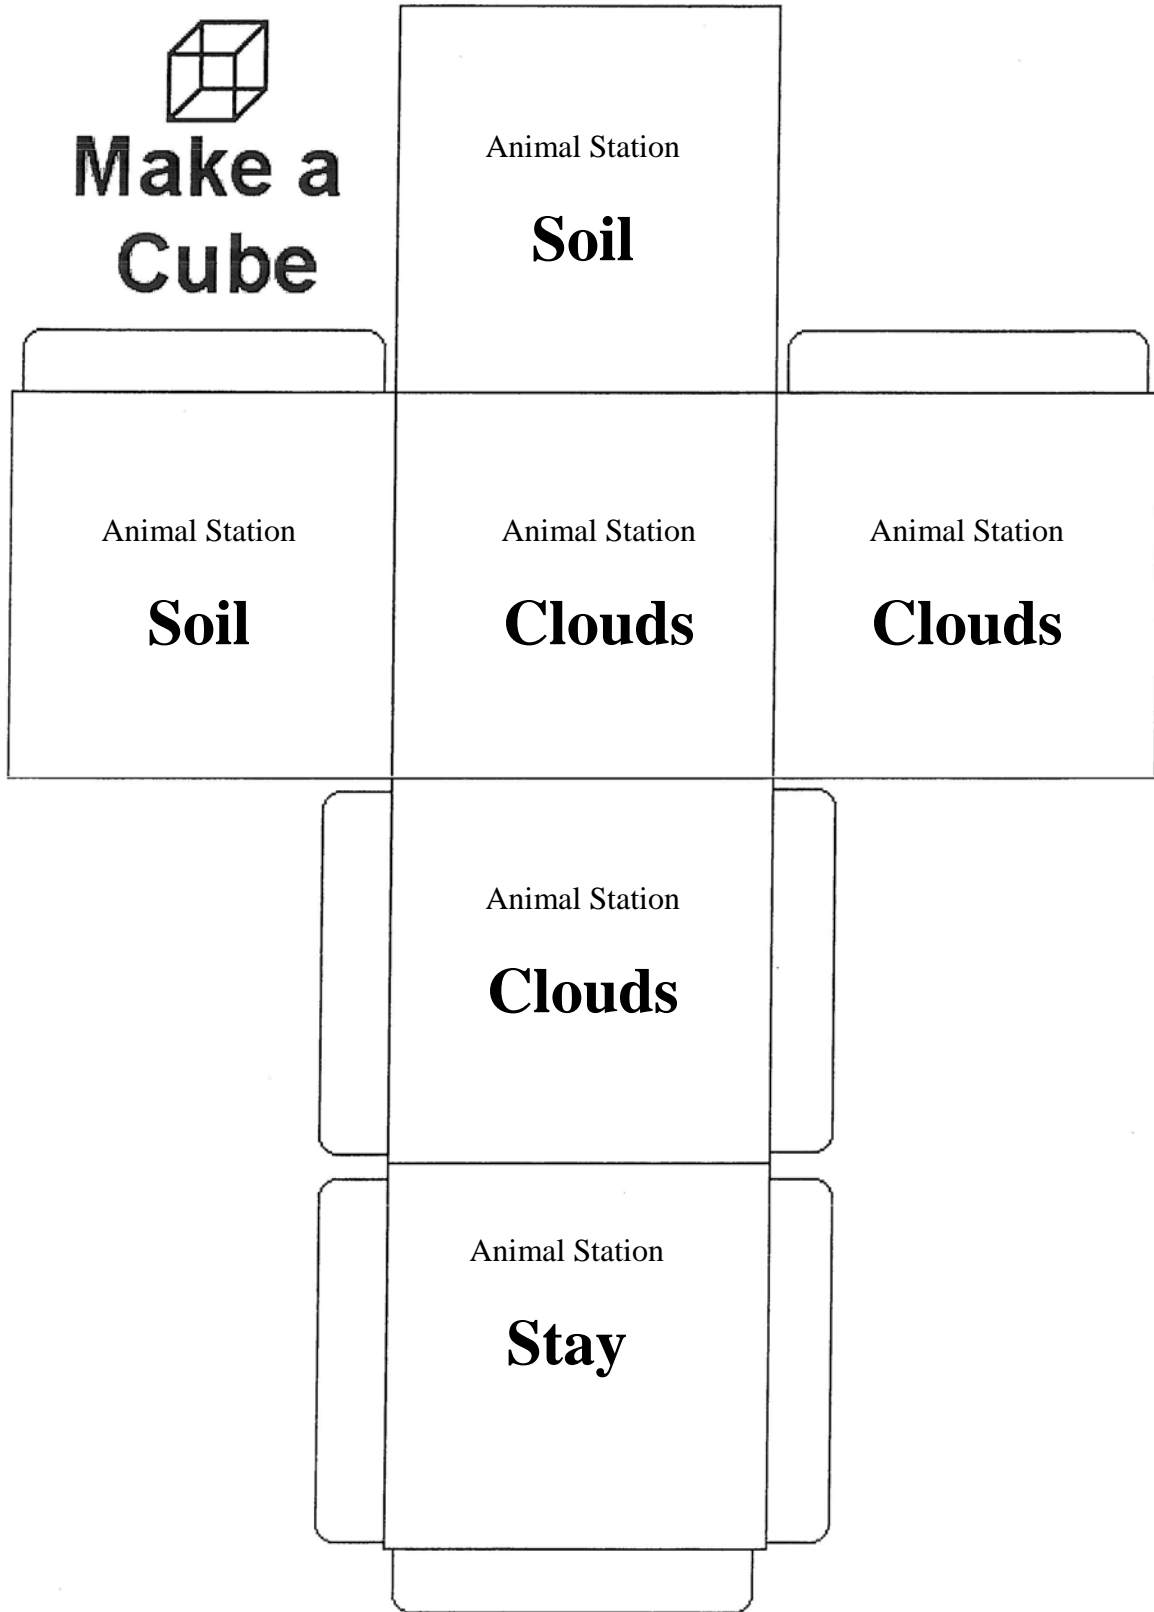 Make a
Cube
Animal Station
Soil
Animal Station
Soil
Animal Station
Clouds
Animal Station
Clouds
Animal Station
Clouds
Animal Station
Stay